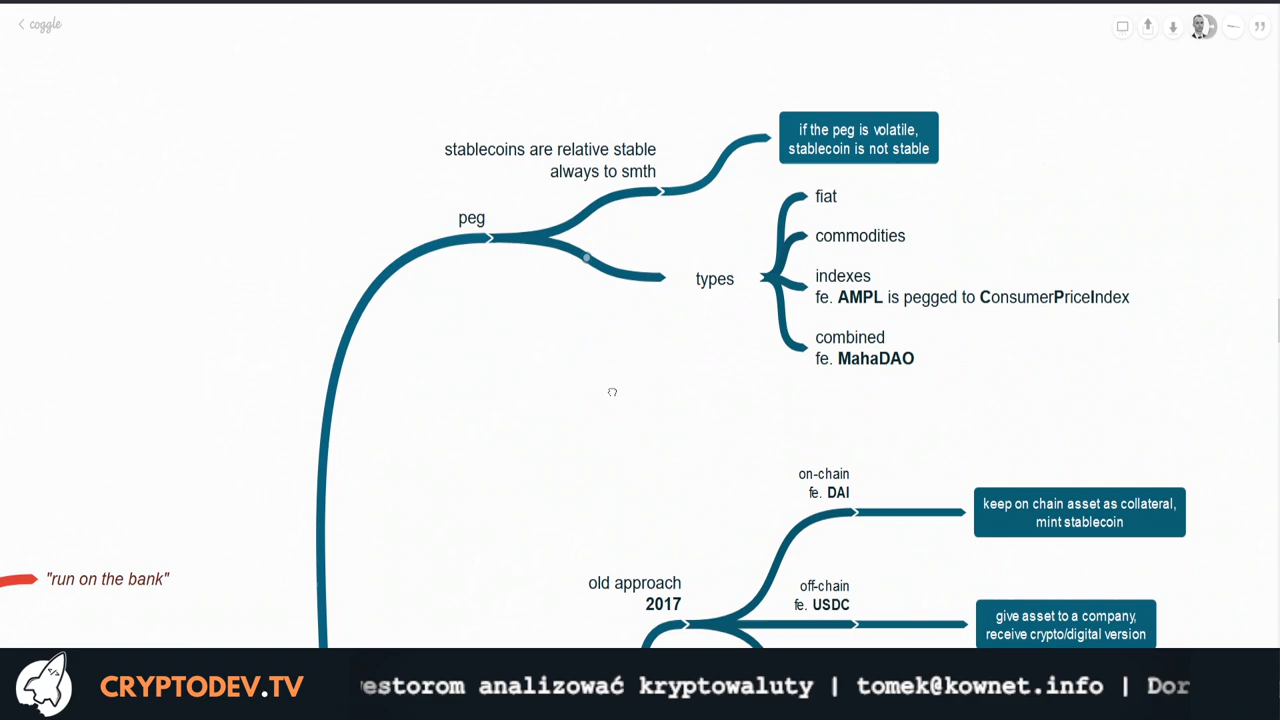 coggle
if the peg is volatile,
stablecoin is not stable
stablecoins are relative stable
always to smth
peg
types
fiat
commodities
indexes
fe. AMPL is pegged to ConsumerPriceIndex
combined
fe. MahaDAO
on-chain
fe. DAI
keep on chain asset as collateral,
mint stablecoin
"run on the bank"
old approach
2017
off-chain
fe. USDC
give asset to a company,
receive crypto/digital version
CRYPTODEV.TV
estorom analizować kryptowaluty | tomek@kownet.info | Dor